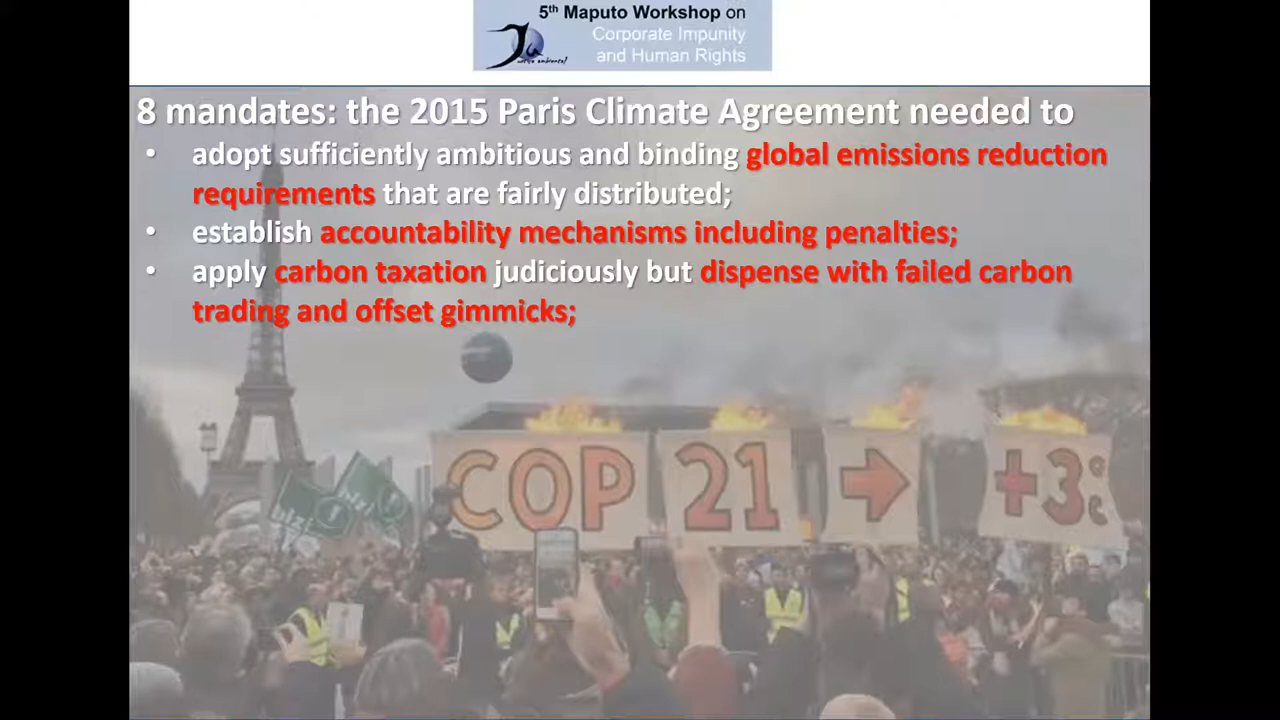 5th Maputo Workshop on
Corporate Impunity
and Human Rights
8 mandates: the 2015 Paris Climate Agreement needed to
• adopt sufficiently ambitious and binding global emissions reduction
requirements that are fairly distributed;
• establish accountability mechanisms including penalties;
• apply carbon taxation judiciously but dispense with failed carbon
trading and offset gimmicks;
COP 21 → +3°C